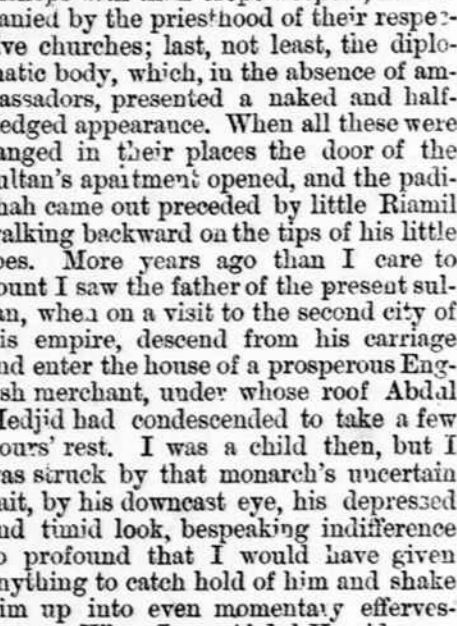 anied by the priesthood of their respec-
ve churches; last, not least, the diplo-
natic body, which, in the absence of am-
assadors, presented a naked and half-
edged appearance. When all these were
anged in their places the door of the
ultan's apartment opened, and the padi-
hah came out preceded by little Riamil
alking backward on the tips of his little
oes. More years ago than I care to
ount I saw the father of the present sul-
an, when on a visit to the second city of
is empire, descend from his carriage
nd enter the house of a prosperous Eng-
sh merchant, under whose roof Abdul
Medjid had condescended to take a few
ours' rest. I was a child then, but I
as struck by that monarch's uncertain
ait, by his downcast eye, his depressed
nd timid look, bespeaking indifference
o profound that I would have given
nything to catch hold of him and shake
im up into even momentary efferves-